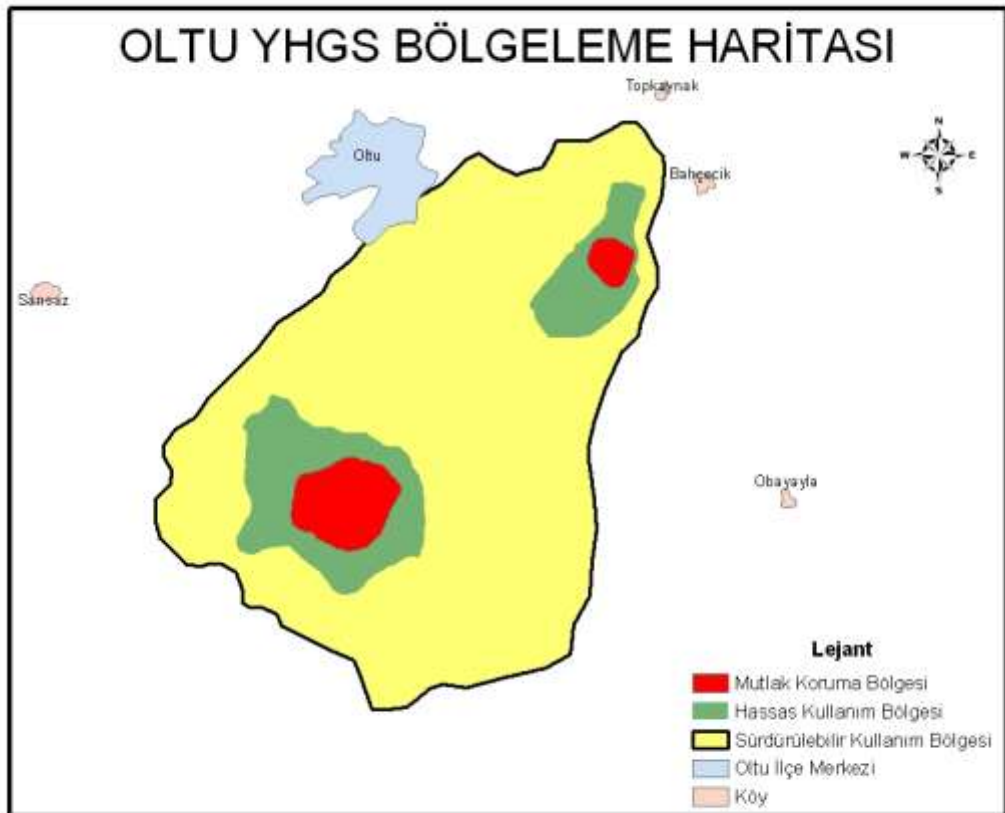 OLTU YHGS BÖLGELEME HARİTASI
Topkaynak
Oltu
N
W E
S
Bahçecik
Sarısaz
Obayayla
Lejant
Mutlak Koruma Bölgesi
Hassas Kullanım Bölgesi
Sürdürülebilir Kullanım Bölgesi
Oltu İlçe Merkezi
Köy